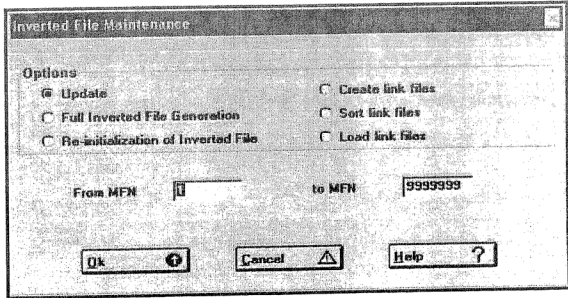 Inverted File Maintenance
Options
Update
Full Inverted File Generation
Re-initialization of Inverted File
Create link files
Sort link files
Load link files
From MFN 1 to MFN 9999999
Ok Cancel Help ?